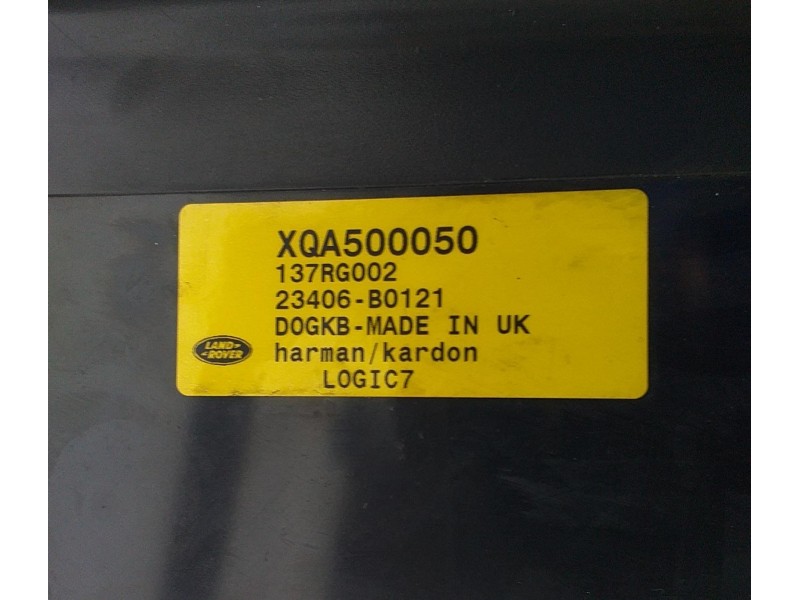 XQA500050
137RG002
23406-B0121
D0GKB-MADE IN UK
LAND
ROVER
harman/kardon
LOGIC7